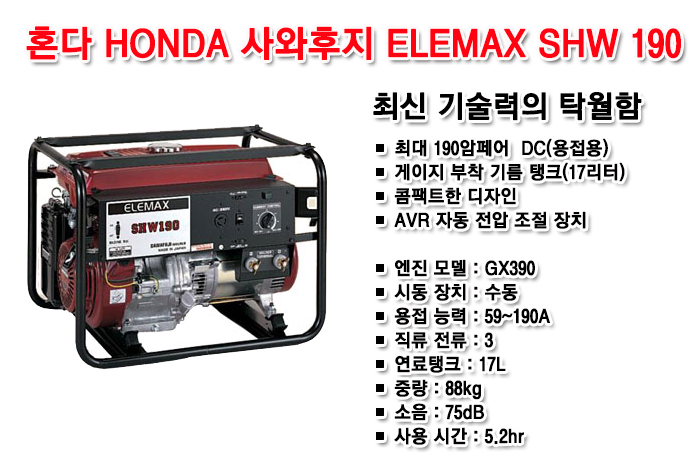 혼다 HONDA 사와후지 ELEMAX SHW 190
최신 기술력의 탁월함
■ 최대 190암페어 DC(용접용)
■ 게이지 부착 기름 탱크(17리터)
■ 콤팩트한 디자인
■ AVR 자동 전압 조절 장치
■ 엔진 모델 : GX390
■ 시동 장치 : 수동
■ 용접 능력 : 59~190A
■ 직류 전류 : 3
■ 연료탱크 : 17L
■ 중량 : 88kg
■ 소음 : 75dB
■ 사용 시간 : 5.2hr
ELEMAX
SHW190